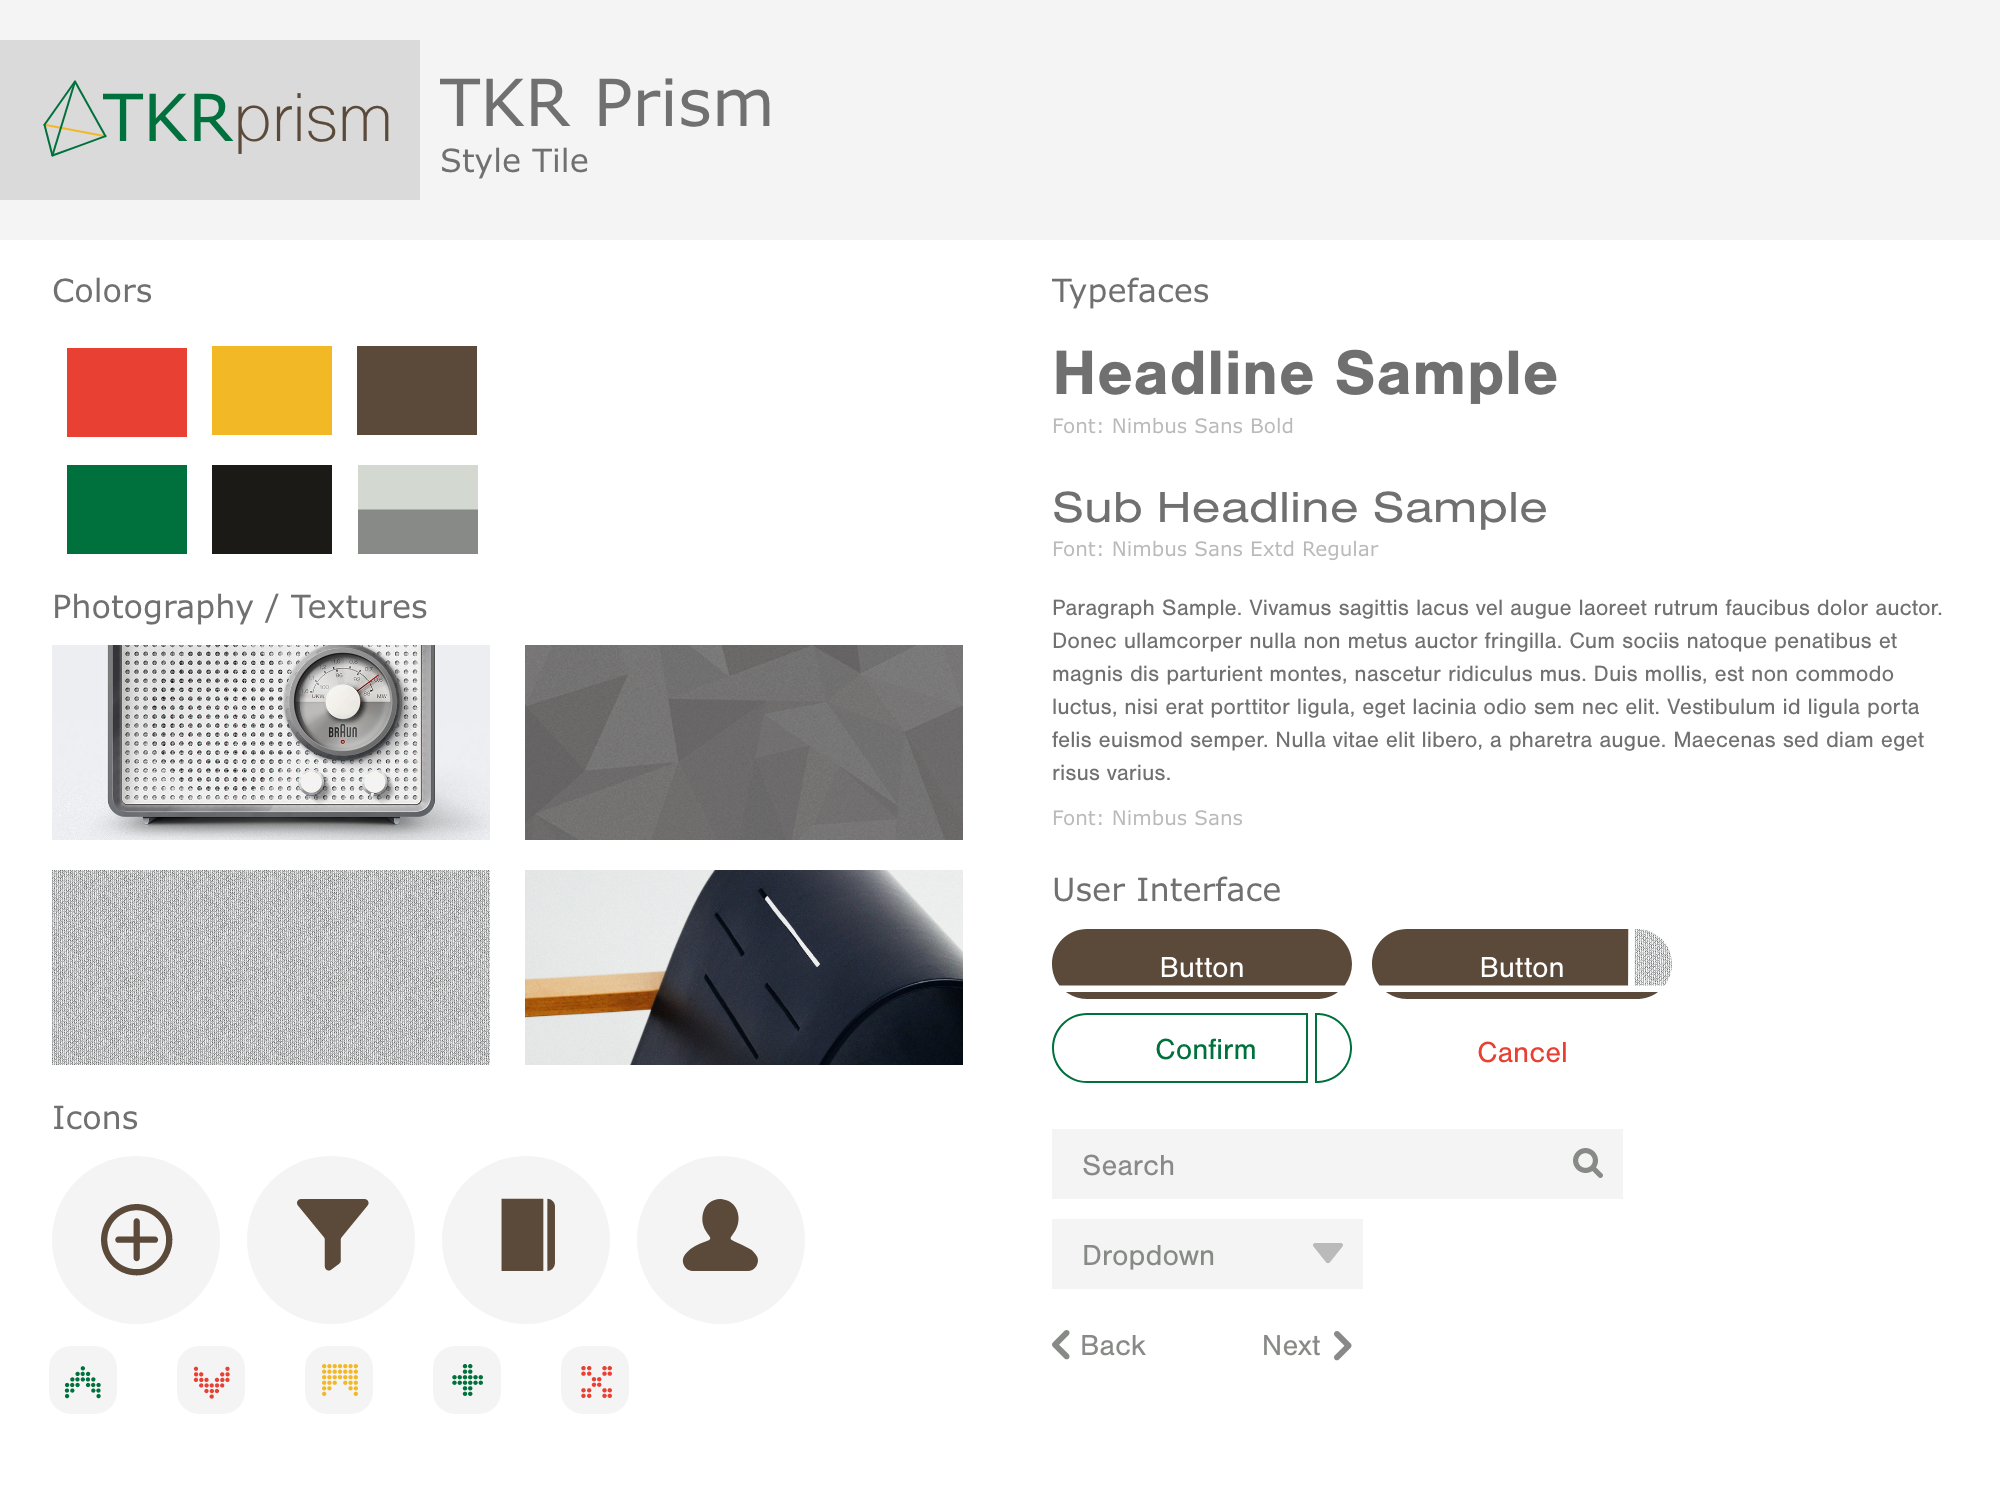 TKRprism
TKR Prism
Style Tile
Colors
Photography / Textures
UKW
MW
BRAUN
Icons
Typefaces
Headline Sample
Font: Nimbus Sans Bold
Sub Headline Sample
Font: Nimbus Sans Extd Regular
Paragraph Sample. Vivamus sagittis lacus vel augue laoreet rutrum faucibus dolor auctor.
Donec ullamcorper nulla non metus auctor fringilla. Cum sociis natoque penatibus et
magnis dis parturient montes, nascetur ridiculus mus. Duis mollis, est non commodo
luctus, nisi erat porttitor ligula, eget lacinia odio sem nec elit. Vestibulum id ligula porta
felis euismod semper. Nulla vitae elit libero, a pharetra augue. Maecenas sed diam eget
risus varius.
Font: Nimbus Sans
User Interface
Button
Button
Confirm
Cancel
Search
Dropdown
Back
Next